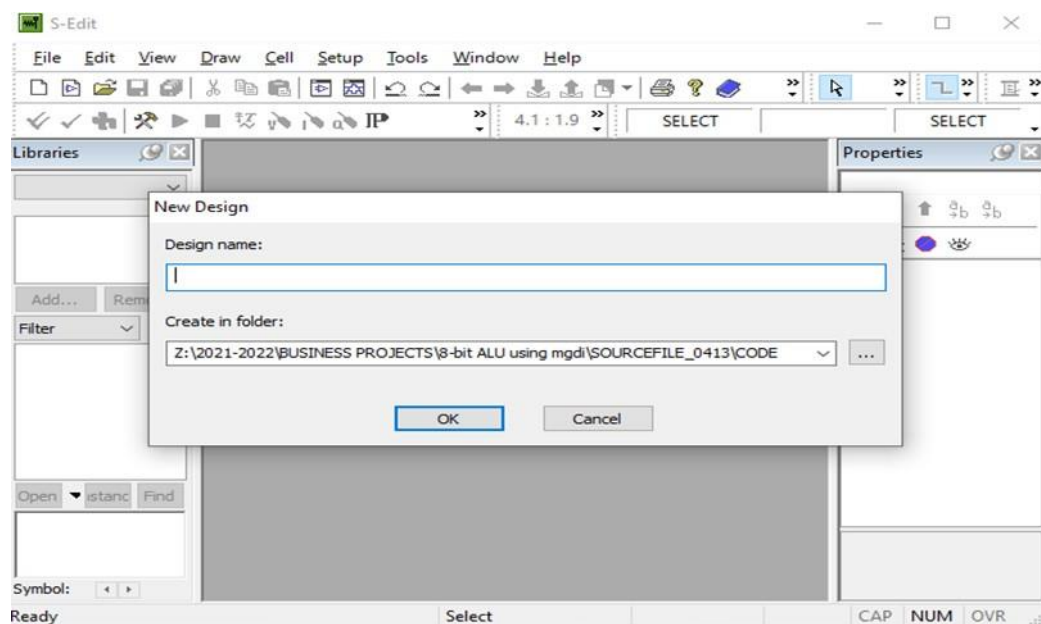 S-Edit
File Edit View Draw Cell Setup Tools Window Help
4.1 : 1.9 SELECT SELECT
Libraries
Properties
New Design
Design name:
Add...
Filter
Create in folder:
Z:\2021-2022\BUSINESS PROJECTS\8-bit ALU using mgdi\SOURCEFILE_0413\CODE ...
OK Cancel
Open istanc Find
Symbol:
Ready Select CAP NUM OVR